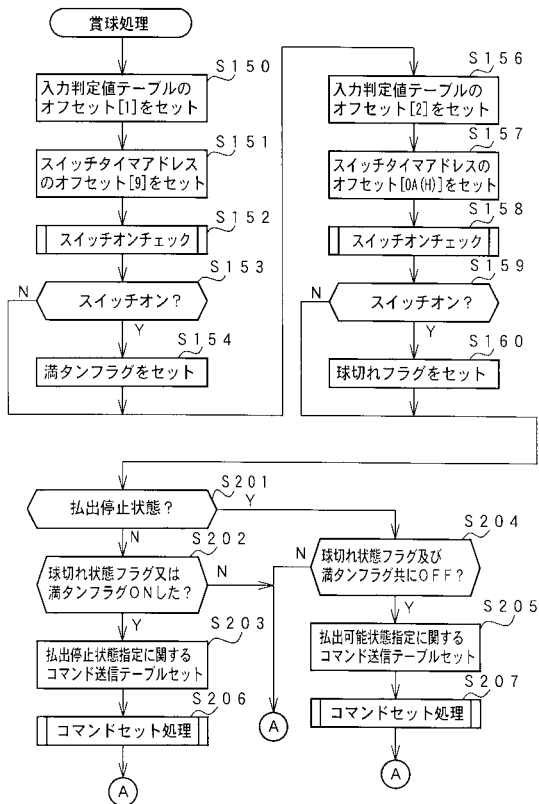 賞球処理
S150
入力判定値テーブルの
オフセット[1]をセット
S151
スイッチタイマアドレス
のオフセット[9]をセット
S152
スイッチオンチェック
S153
N
スイッチオン？
Y
S154
満タンフラグをセット
S156
入力判定値テーブルの
オフセット[2]をセット
S157
スイッチタイマアドレスの
オフセット[0A(H)]をセット
S158
スイッチオンチェック
S159
N
スイッチオン？
Y
S160
球切れフラグをセット
S201
払出停止状態？
Y
N
S202
球切れ状態フラグ又は
満タンフラグONした？
N
Y
S203
払出停止状態指定に関する
コマンド送信テーブルセット
S206
コマンドセット処理
A
A
S204
N
球切れ状態フラグ及び
満タンフラグ共にOFF？
Y
S205
払出可能状態指定に関する
コマンド送信テーブルセット
S207
コマンドセット処理
A